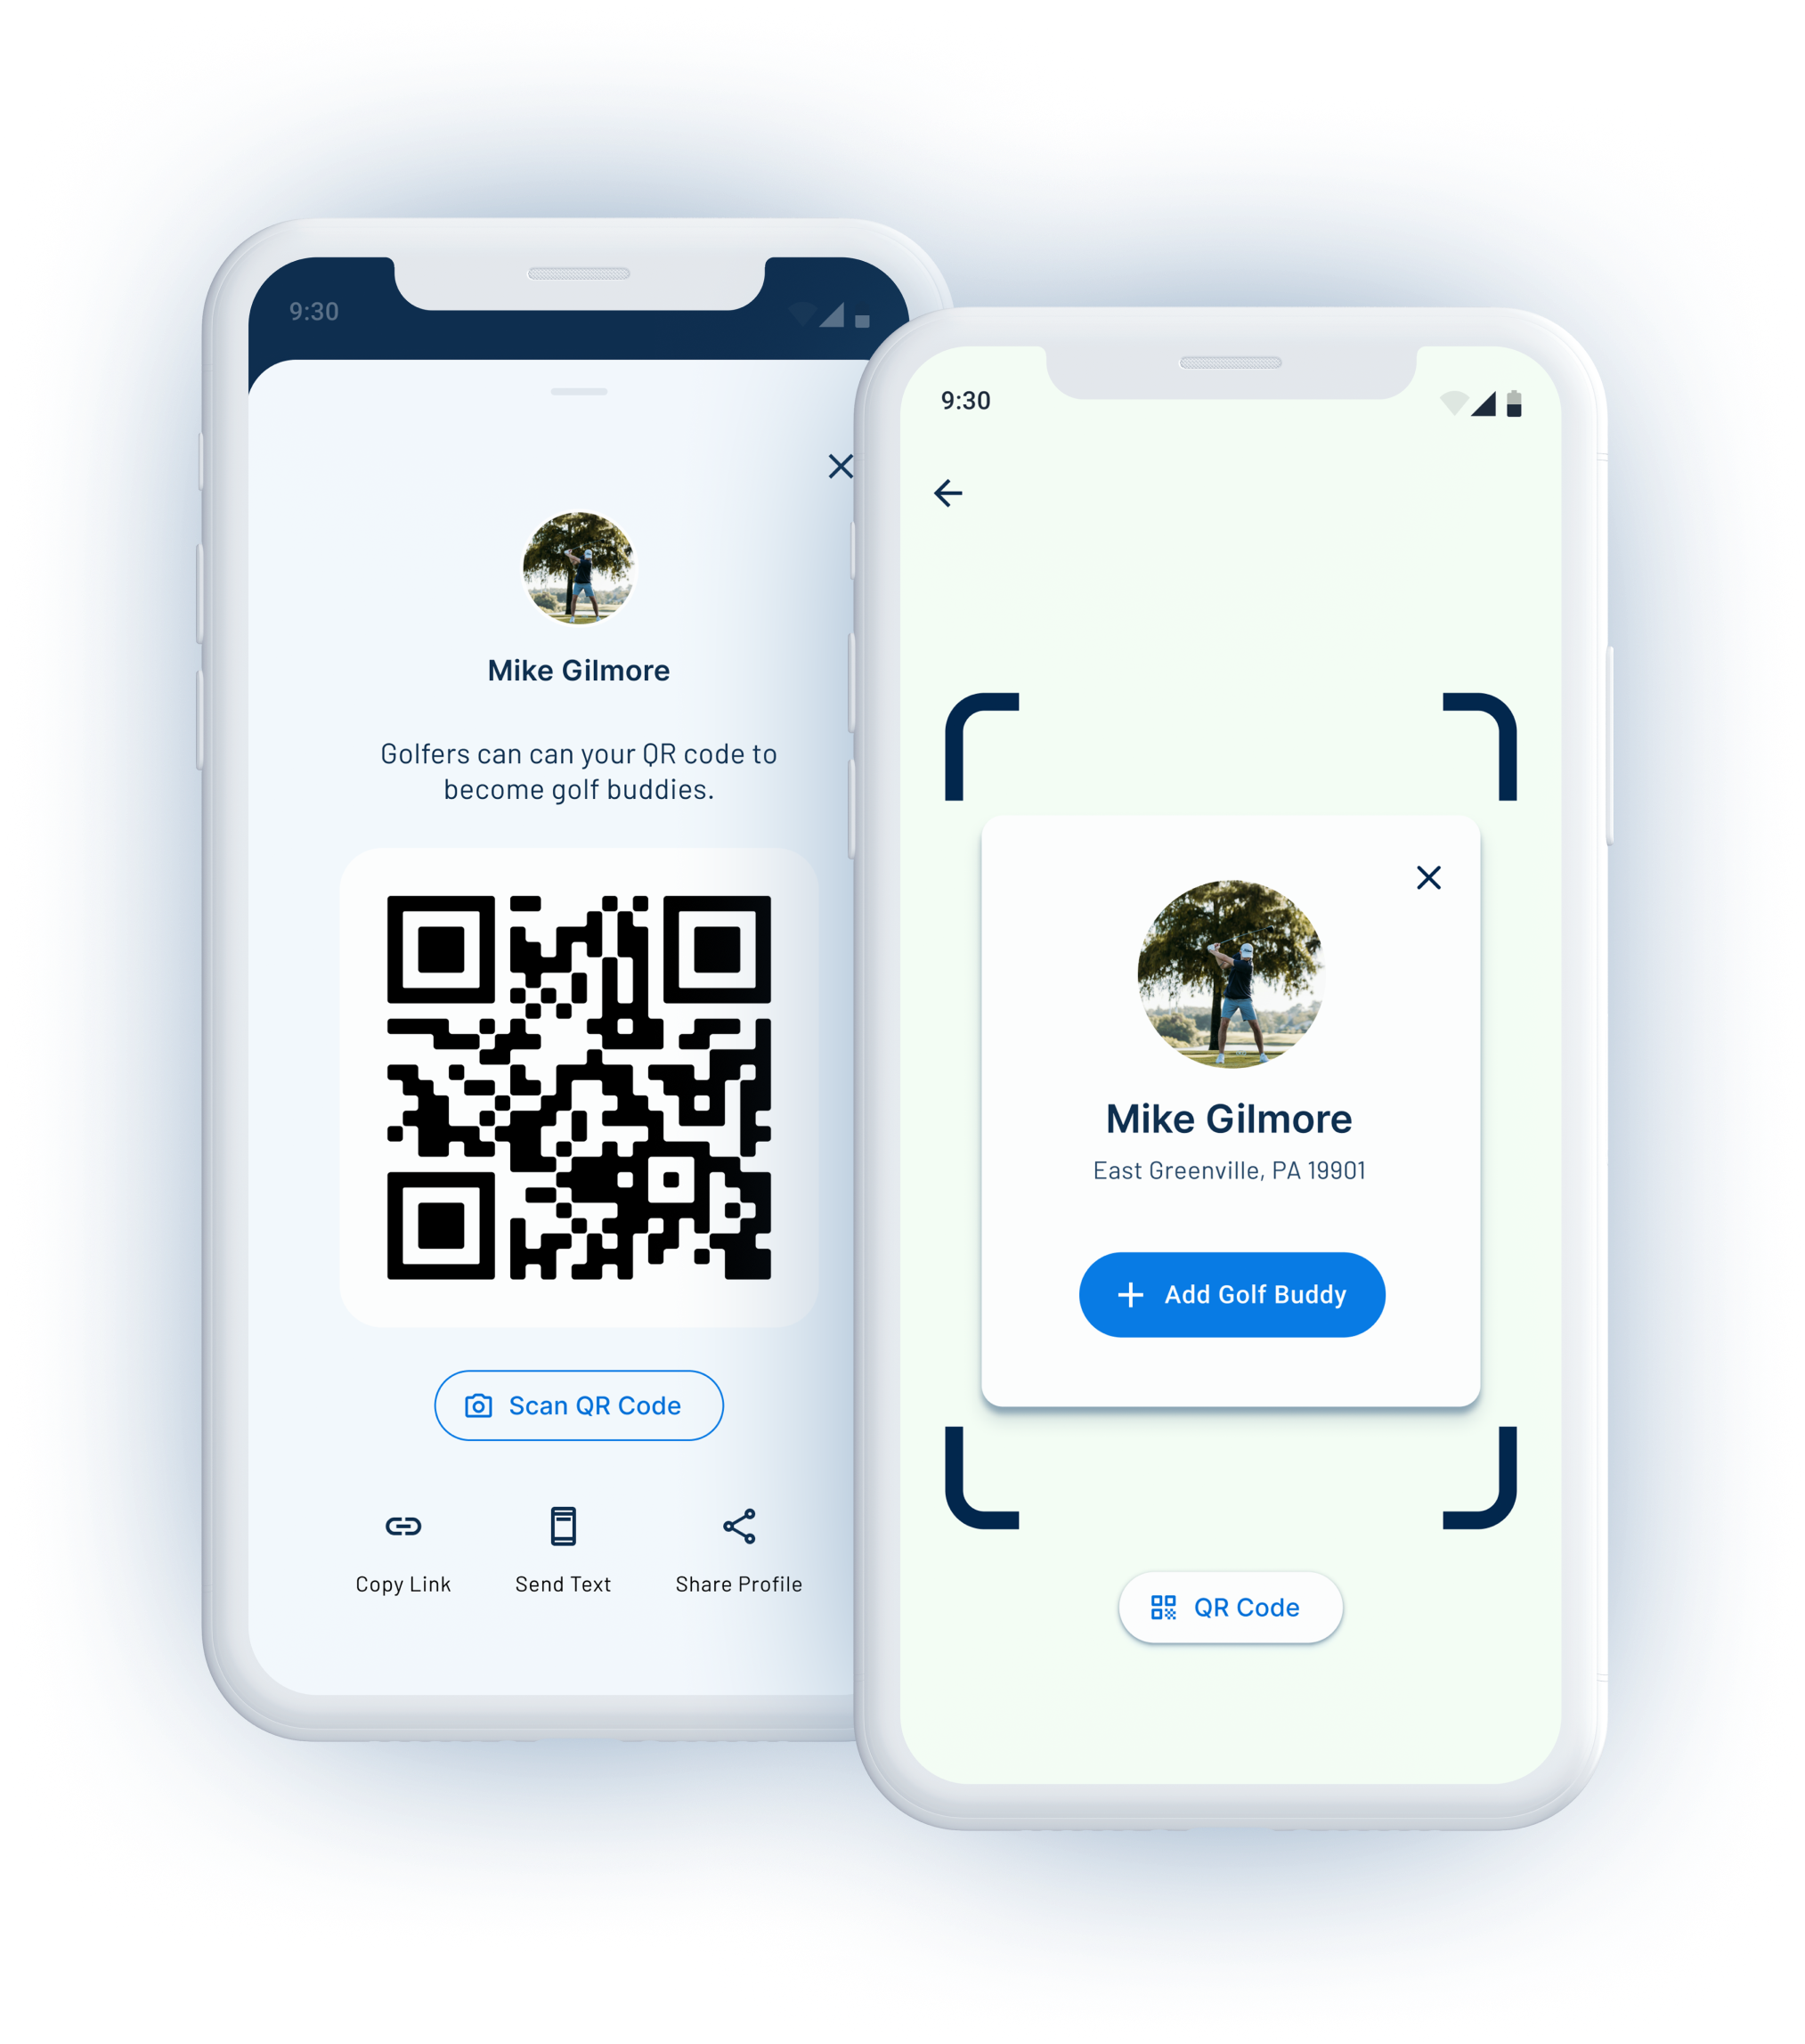 9:30
Mike Gilmore
Golfers can can your QR code to
become golf buddies.
Scan QR Code
Copy Link
Send Text
Share Profile
9:30
Mike Gilmore
East Greenville, PA 19901
Add Golf Buddy
QR Code